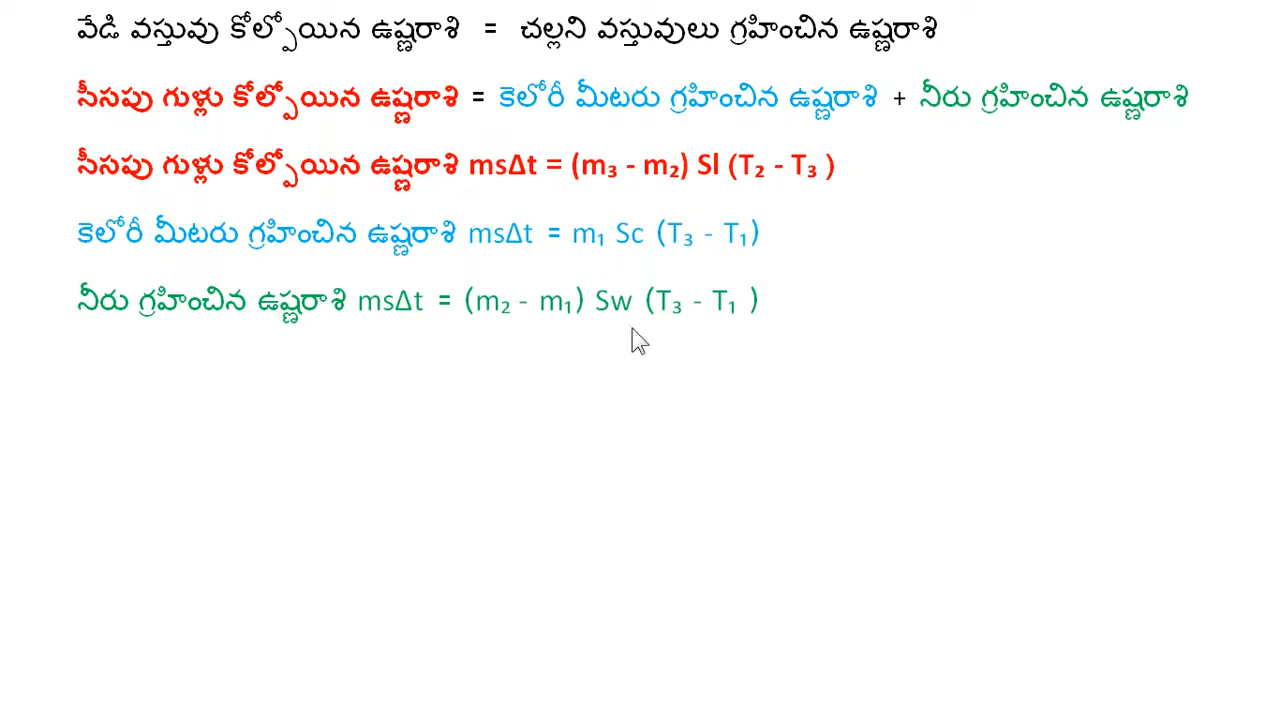 వేడి వస్తువు కోల్పోయిన ఉష్ణరాశి = చల్లని వస్తువులు గ్రహించిన ఉష్ణరాశి
సీసపు గుళ్లు కోల్పోయిన ఉష్ణరాశి = కెలోరీ మీటరు గ్రహించిన ఉష్ణరాశి + నీరు గ్రహించిన ఉష్ణరాశి
సీసపు గుళ్లు కోల్పోయిన ఉష్ణరాశి msΔt = (m₃ - m₂) Sl (T₂ - T₃ )
కెలోరీ మీటరు గ్రహించిన ఉష్ణరాశి msΔt = m₁ Sc (T₃ - T₁)
నీరు గ్రహించిన ఉష్ణరాశి msΔt = (m₂ - m₁) Sw (T₃ - T₁ )